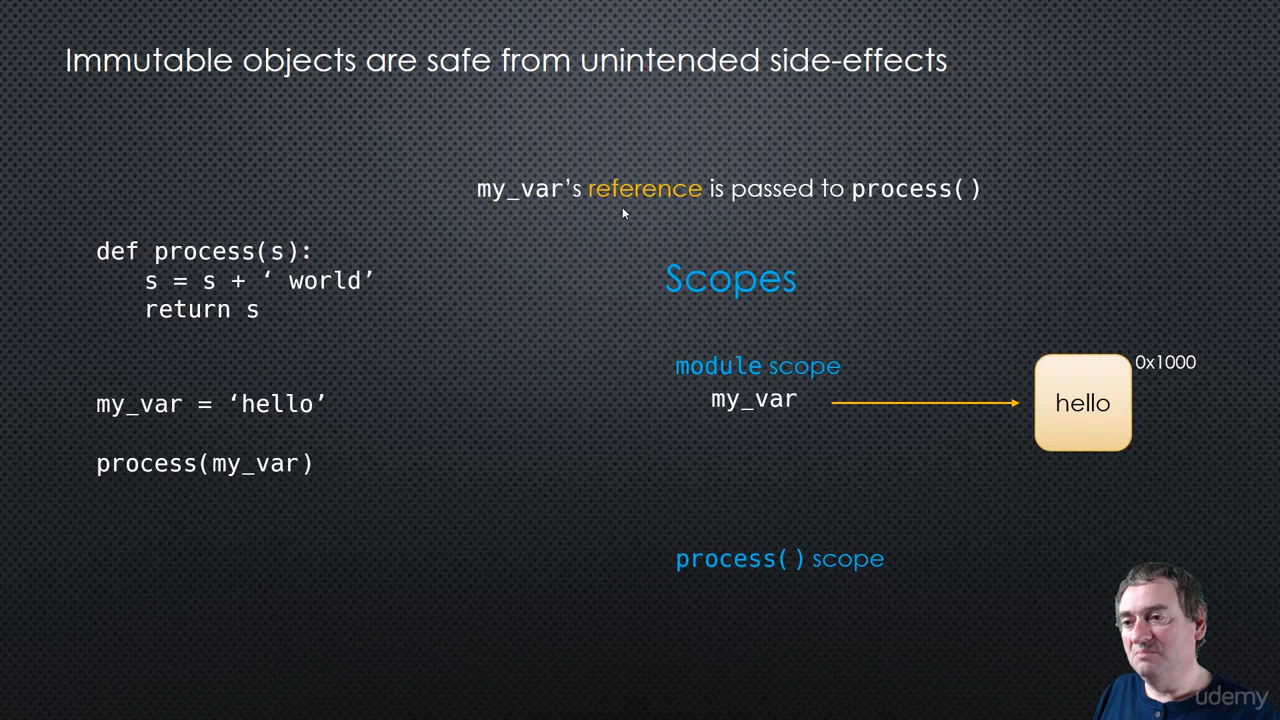 Immutable objects are safe from unintended side-effects
my_var’s reference is passed to process()
def process(s):
s = s + ‘ world’
return s
my_var = ‘hello’
process(my_var)
Scopes
module scope
my_var
0x1000
hello
process() scope
udemy